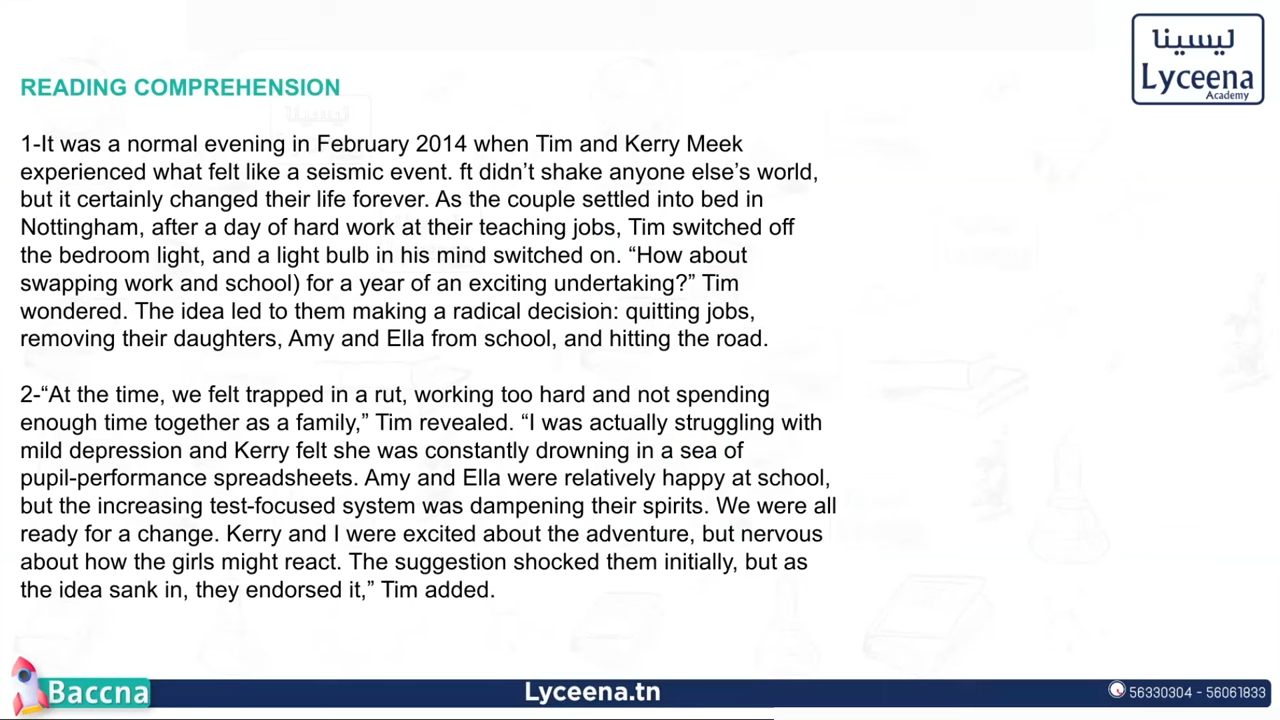 ليسينا
Lyceena
Academy
READING COMPREHENSION
1-It was a normal evening in February 2014 when Tim and Kerry Meek
experienced what felt like a seismic event. ft didn’t shake anyone else’s world,
but it certainly changed their life forever. As the couple settled into bed in
Nottingham, after a day of hard work at their teaching jobs, Tim switched off
the bedroom light, and a light bulb in his mind switched on. “How about
swapping work and school) for a year of an exciting undertaking?” Tim
wondered. The idea led to them making a radical decision: quitting jobs,
removing their daughters, Amy and Ella from school, and hitting the road.
2-“At the time, we felt trapped in a rut, working too hard and not spending
enough time together as a family,” Tim revealed. “I was actually struggling with
mild depression and Kerry felt she was constantly drowning in a sea of
pupil-performance spreadsheets. Amy and Ella were relatively happy at school,
but the increasing test-focused system was dampening their spirits. We were all
ready for a change. Kerry and I were excited about the adventure, but nervous
about how the girls might react. The suggestion shocked them initially, but as
the idea sank in, they endorsed it,” Tim added.
Baccna
Lyceena.tn
56330304 - 56061833